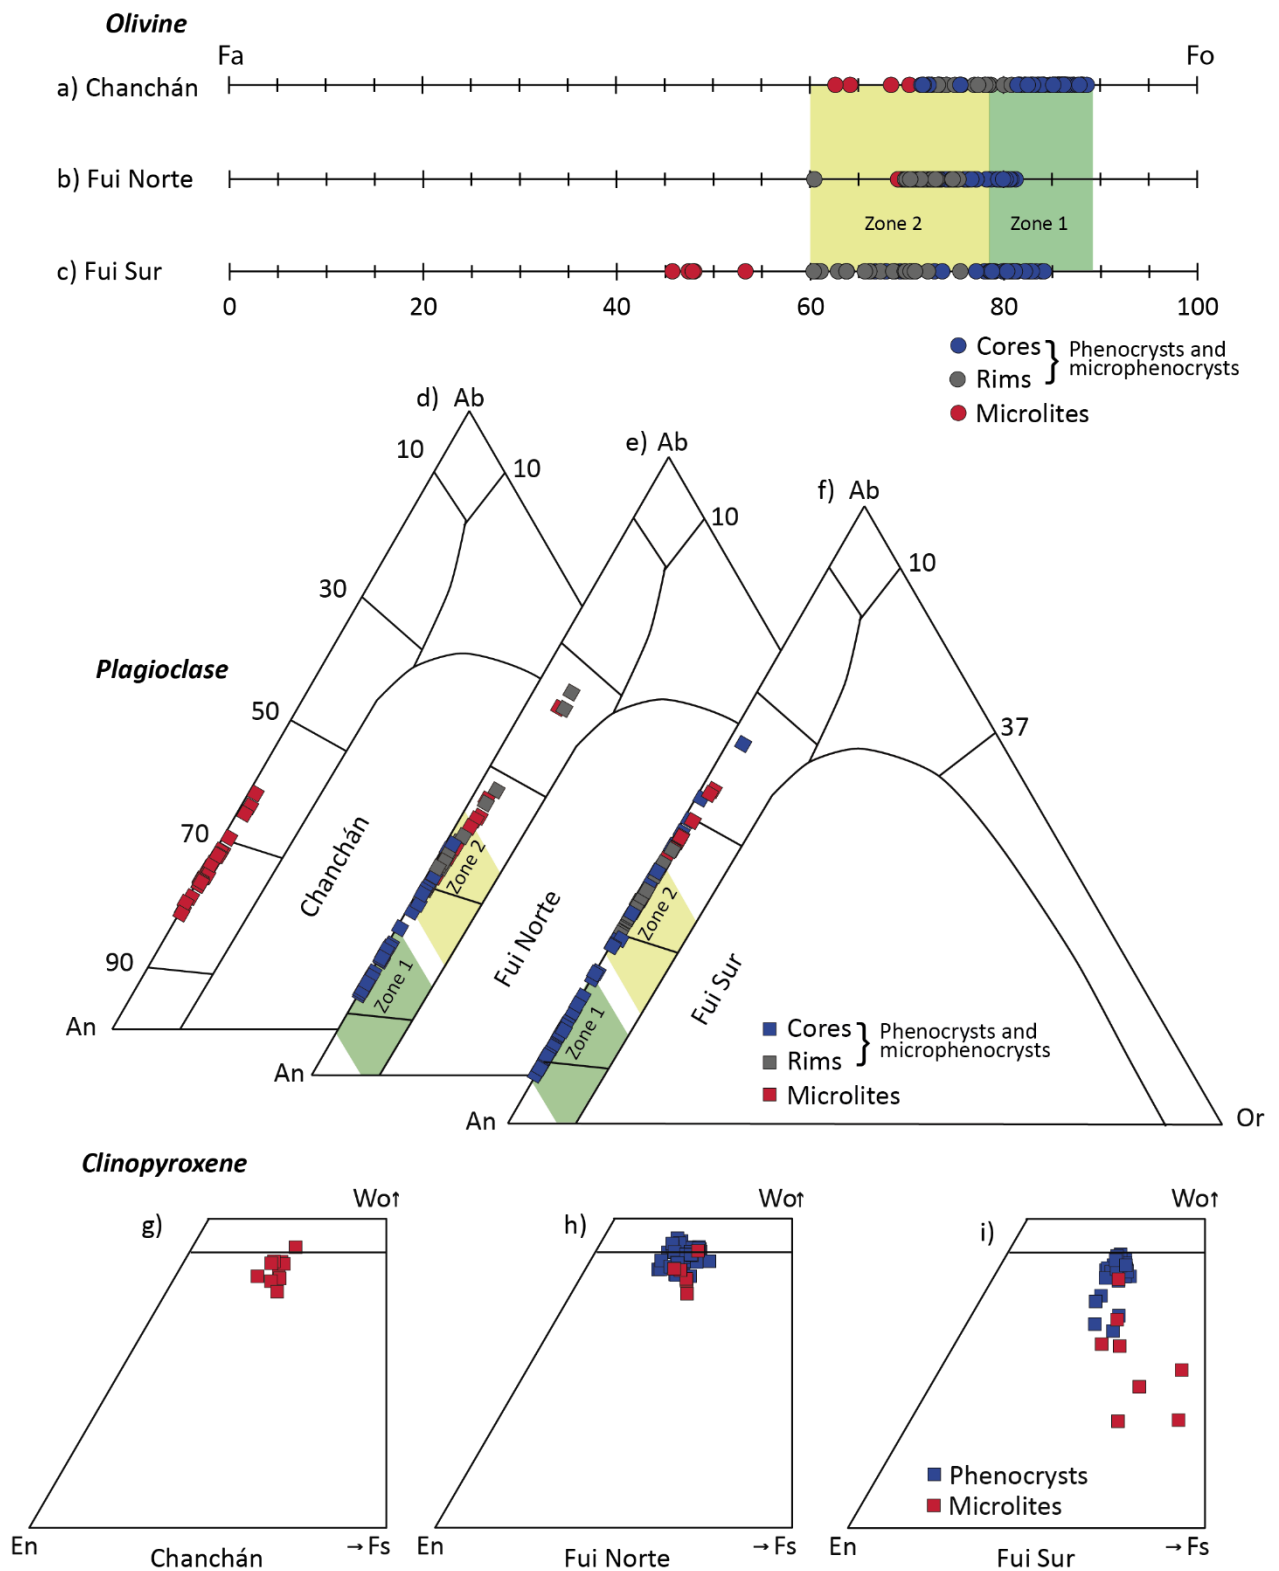 Olivine
Fa
Fo
a) Chanchán
b) Fui Norte
Zone 2
Zone 1
c) Fui Sur
0
20
40
60
80
100
Cores
Rims
} Phenocrysts and
microphenocrysts
Microlites
d) Ab
10
10
30
50
70
90
An
Chanchán
Plagioclase
e) Ab
10
Zone 2
Zone 1
Fui Norte
An
f) Ab
10
37
Zone 2
Zone 1
Fui Sur
An
Or
Cores
Rims
} Phenocrysts and
microphenocrysts
Microlites
Clinopyroxene
g)
Wo↑
En
→Fs
Chanchán
h)
Wo↑
En
→Fs
Fui Norte
i)
Wo↑
Phenocrysts
Microlites
En
→Fs
Fui Sur